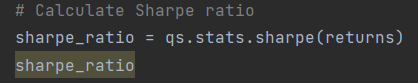 # Calculate Sharpe ratio
sharpe_ratio = qs.stats.sharpe(returns)
sharpe_ratio